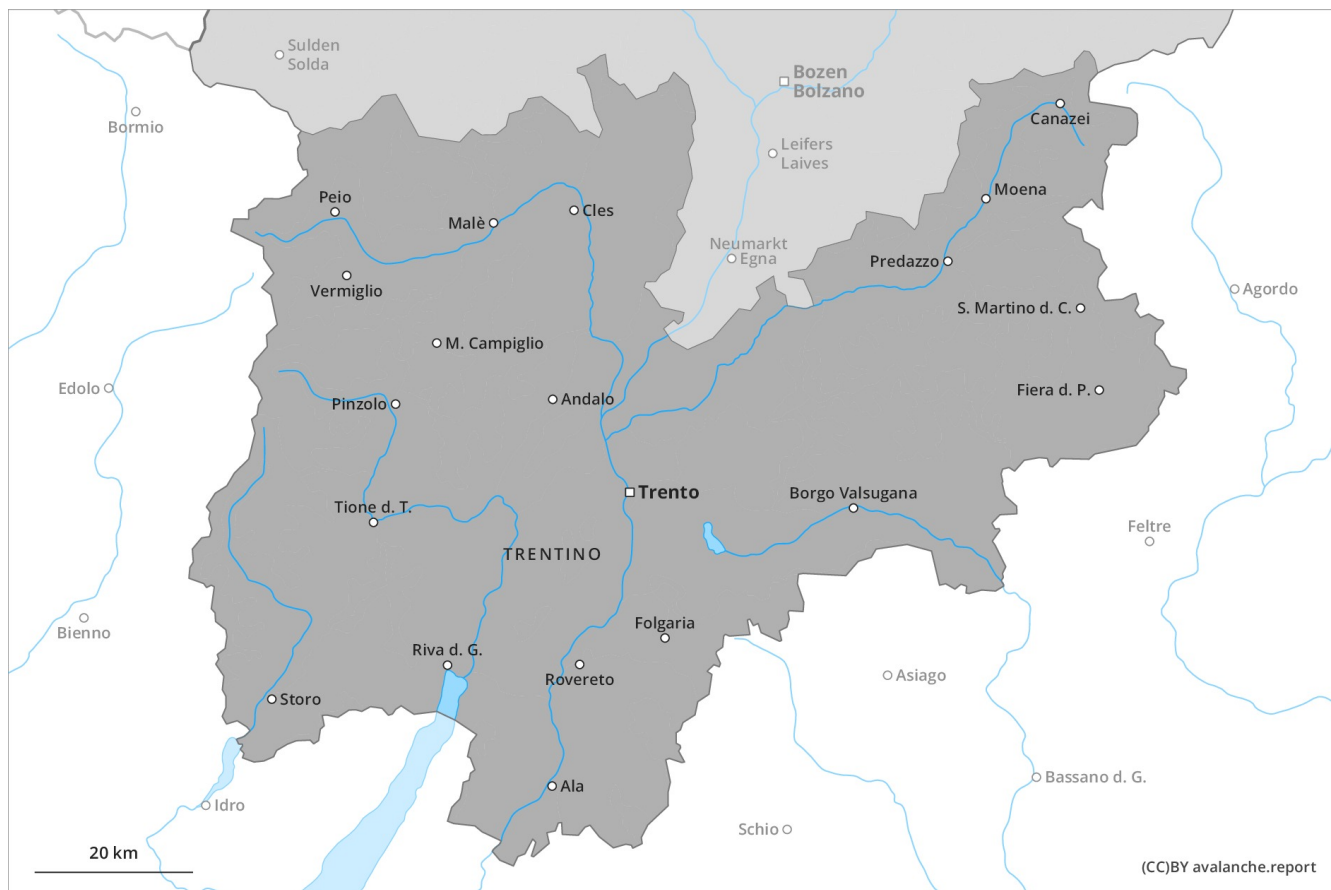 Sulden
Solda
Bozen
Bolzano
Bormio
Canazei
Leifers
Laives
Peio
Malè
Cles
Moena
Neumarkt
Egna
Predazzo
Vermiglio
Agordo
S. Martino d. C.
M. Campiglio
Edolo
Pinzolo
Andalo
Fiera d. P.
Trento
Borgo Valsugana
Tione d. T.
Feltre
TRENTINO
Bienno
Folgaria
Riva d. G.
Rovereto
Asiago
Storo
Bassano d. G.
Ala
Idro
Schio
20 km
(CC)BY avalanche.report